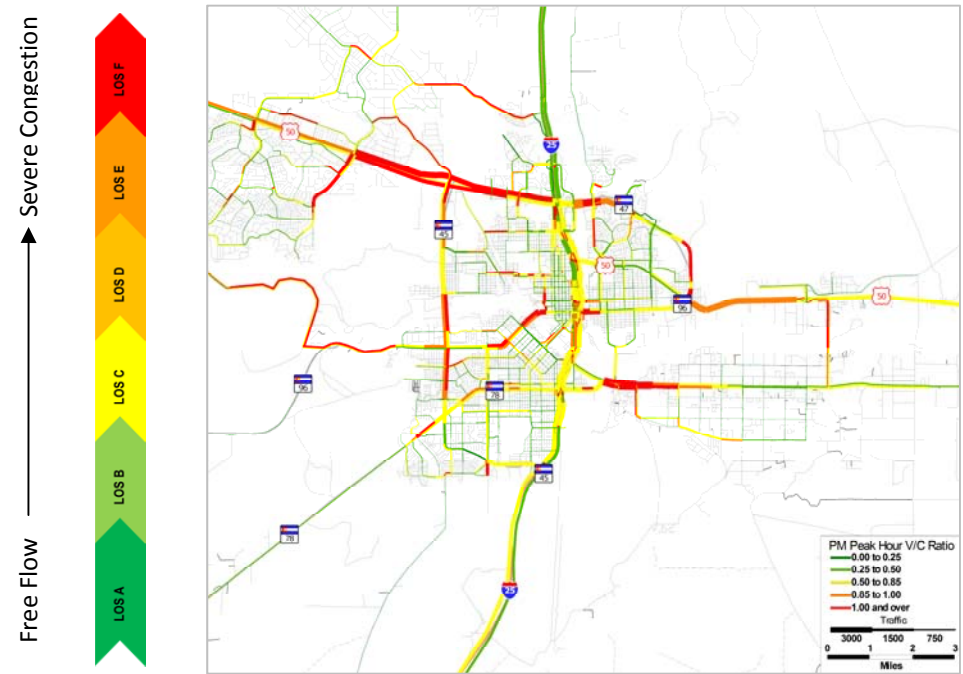 Free Flow
Severe Congestion
LOS F
LOS E
LOS D
LOS C
LOS B
LOS A
50
25
47
45
50
50
96
96
78
45
78
25
PM Peak Hour V/C Ratio
0.00 to 0.25
0.25 to 0.50
0.50 to 0.85
0.85 to 1.00
1.00 and over
Traffic
3000 1500 750
0 1 2 3
Miles